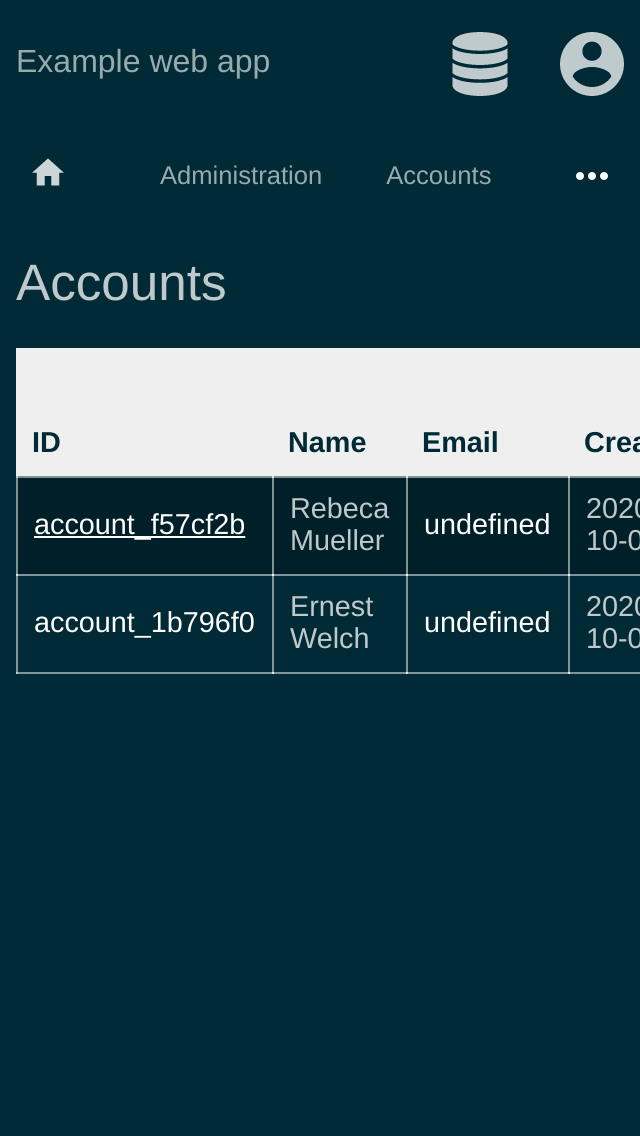 Example web app
Administration Accounts
Accounts
ID Name Email Crea
account_f57cf2b Rebeca Mueller undefined 2020 10-0
account_1b796f0 Ernest Welch undefined 2020 10-0